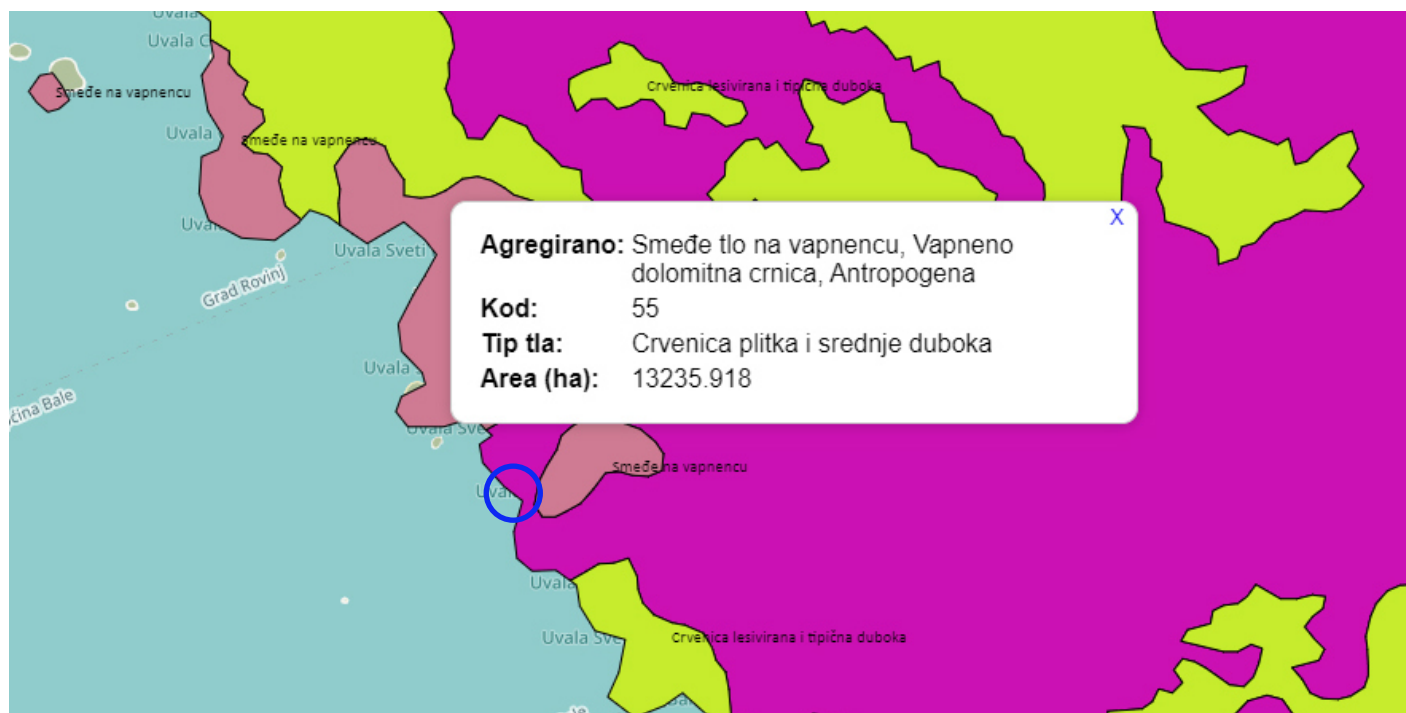 Uvala
Uvala
Smeđe na vapnencu
Crvenica lesivirana i tipična duboka
Uvala
Smeđe na vapnencu
X
Uvala Sveti
Agregirano: Smeđe tlo na vapnencu, Vapneno
dolomitna crnica, Antropogena
Grad Rovinj
Kod: 55
Tip tla: Crvenica plitka i srednje duboka
Uvala
Area (ha): 13235.918
Bale
Uvala Sve
Smeđe na vapnencu
Uvala
Uvala
Uvala Sve
Crvenica lesivirana i tipična duboka